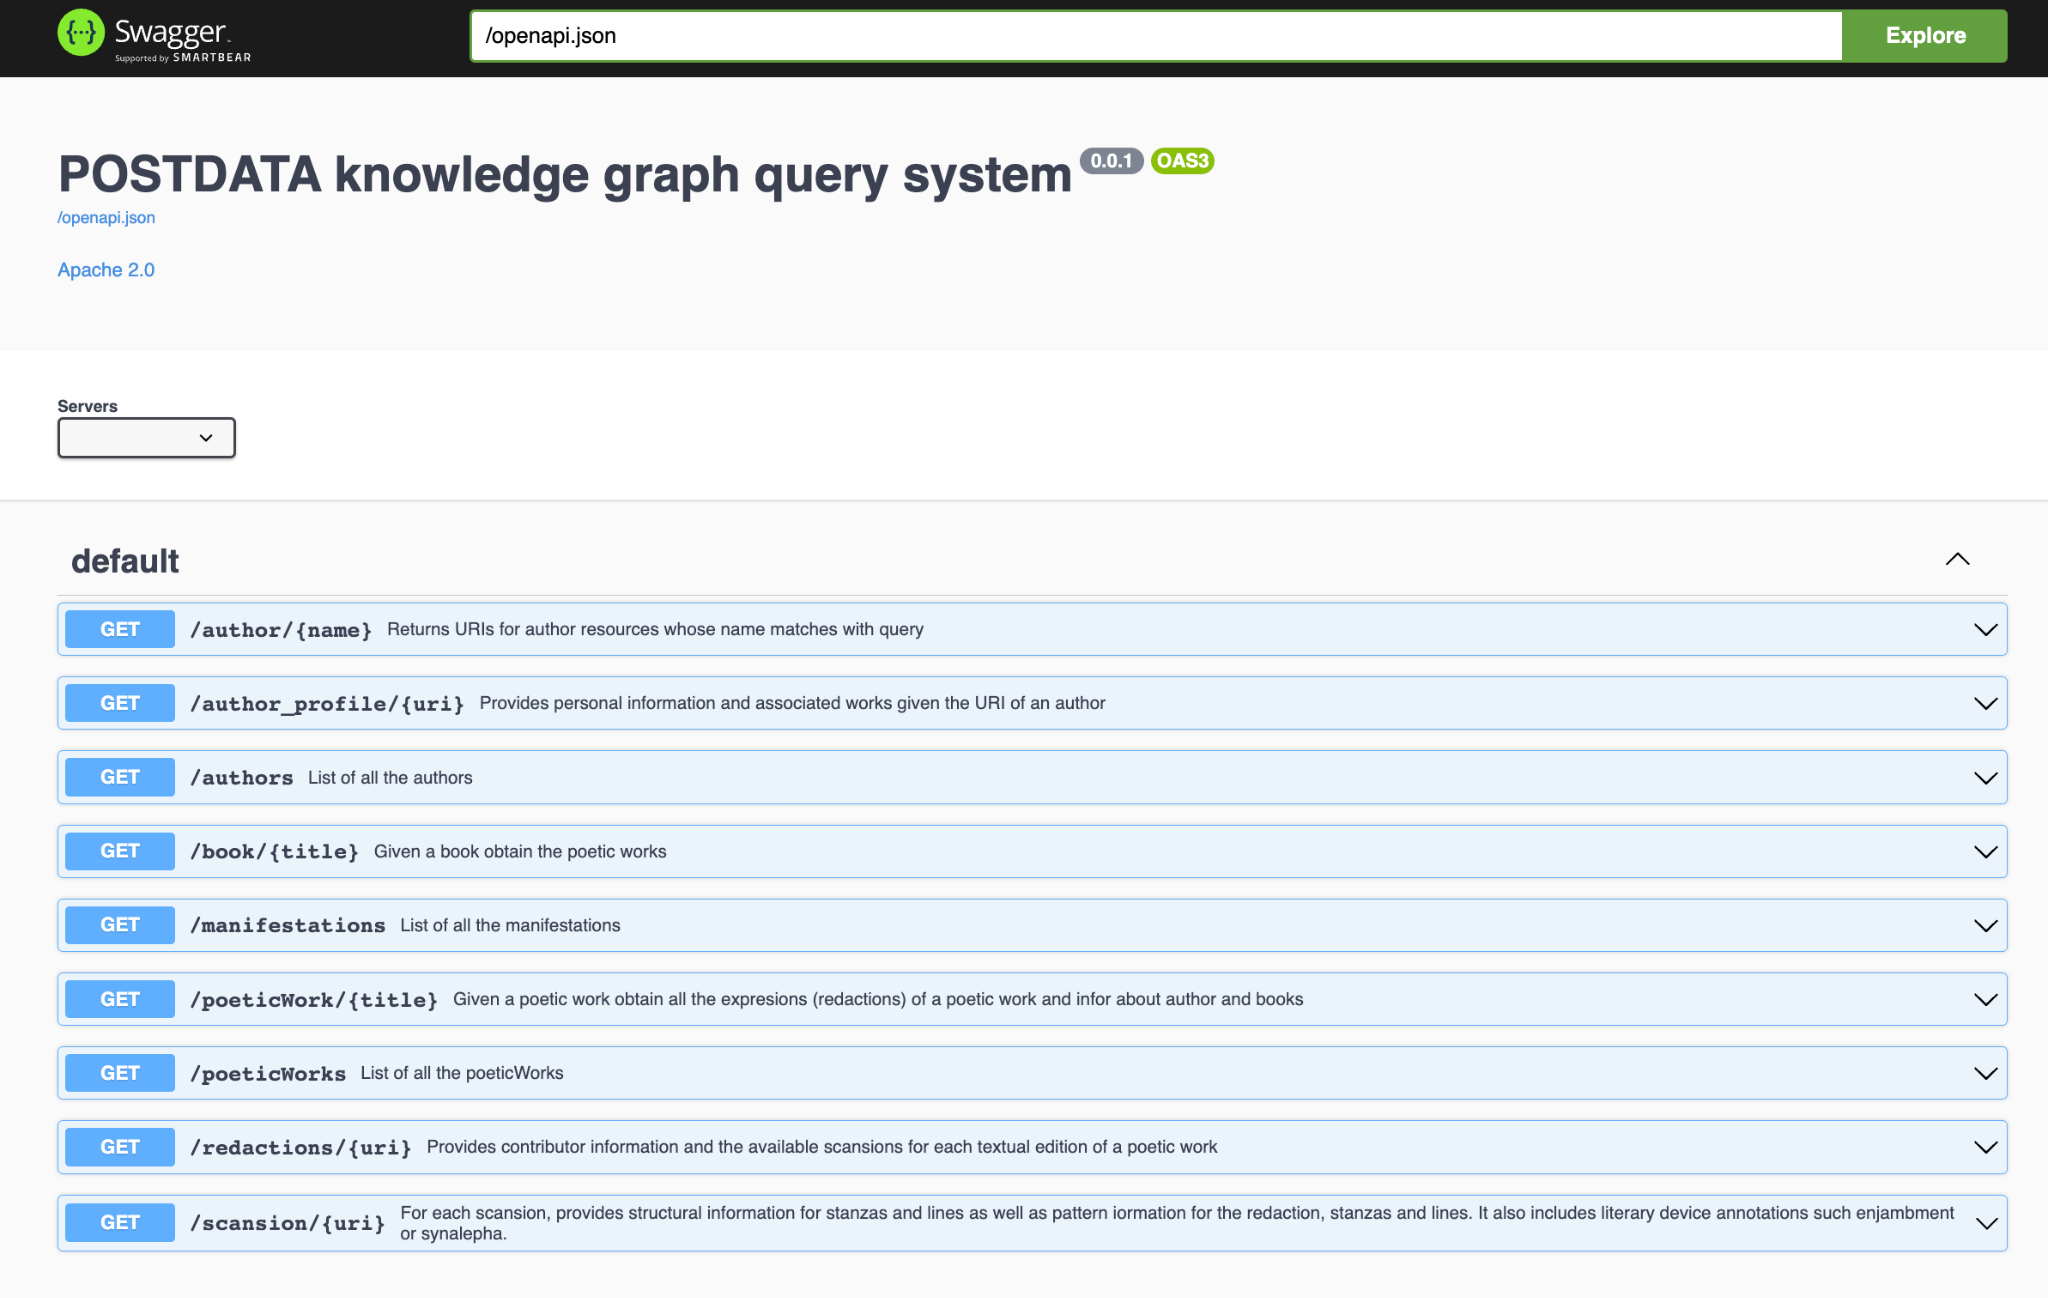 {···} Swagger™
Supported by SMARTBEAR
/openapi.json
Explore
POSTDATA knowledge graph query system 0.0.1 OAS3
/openapi.json
Apache 2.0
Servers
default
GET /author/{name} Returns URIs for author resources whose name matches with query
GET /author_profile/{uri} Provides personal information and associated works given the URI of an author
GET /authors List of all the authors
GET /book/{title} Given a book obtain the poetic works
GET /manifestations List of all the manifestations
GET /poeticWork/{title} Given a poetic work obtain all the expresions (redactions) of a poetic work and infor about author and books
GET /poeticWorks List of all the poeticWorks
GET /redactions/{uri} Provides contributor information and the available scansions for each textual edition of a poetic work
GET /scansion/{uri} For each scansion, provides structural information for stanzas and lines as well as pattern iormation for the redaction, stanzas and lines. It also includes literary device annotations such enjambment
or synalepha.